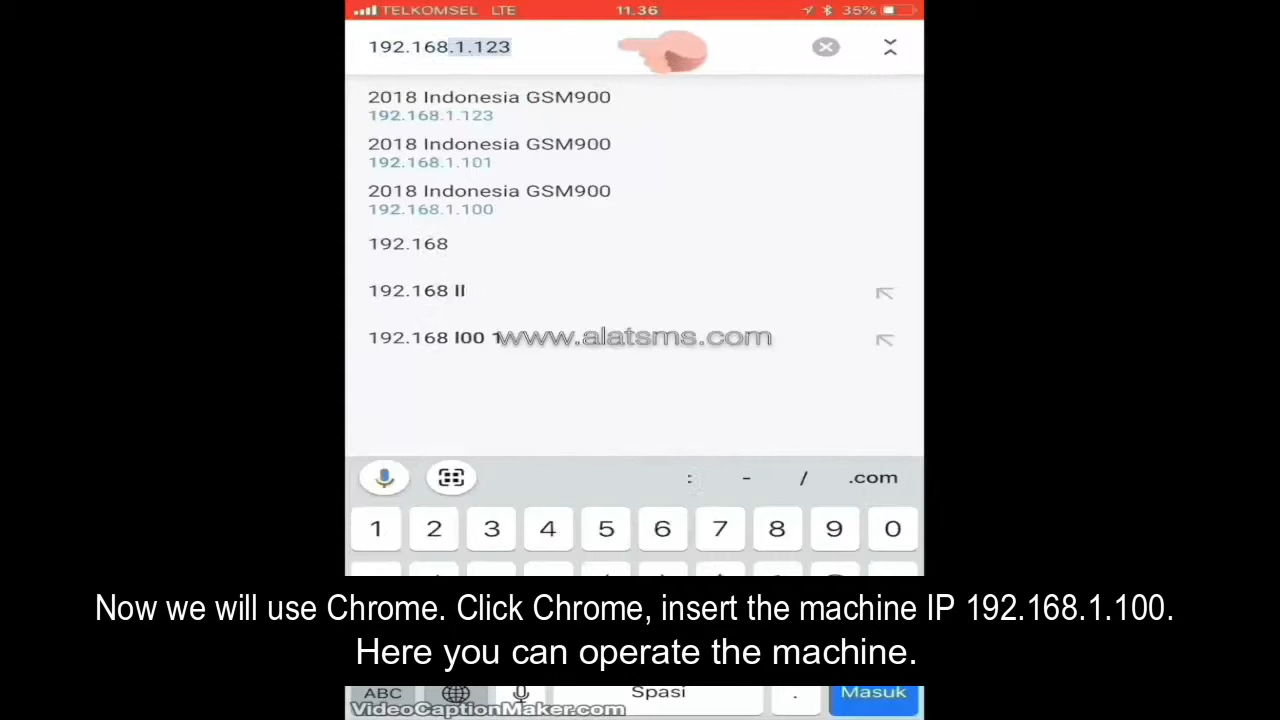 TELKOMSEL LTE 11.36 35%
192.168.1.123
2018 Indonesia GSM900
192.168.1.123
2018 Indonesia GSM900
192.168.1.101
2018 Indonesia GSM900
192.168.1.100
192.168
192.168 ll
192.168 l00 1
www.alatsms.com
: - / .com
1 2 3 4 5 6 7 8 9 0
Now we will use Chrome. Click Chrome, insert the machine IP 192.168.1.100.
Here you can operate the machine.
ABC Spasi . Masuk
VideoCaptionMaker.com